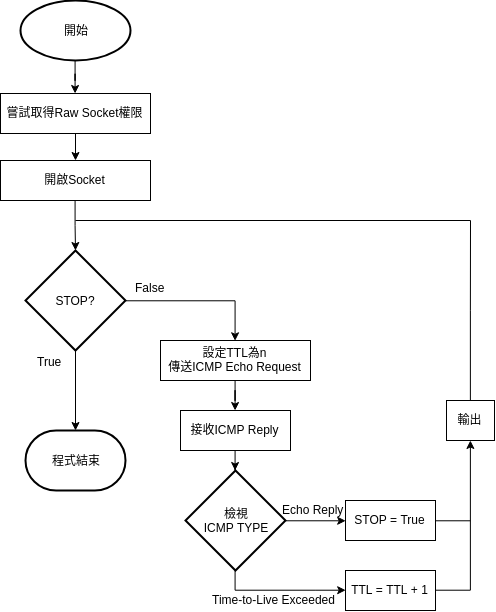 開始
嘗試取得Raw Socket權限
開啟Socket
STOP?
False
True
設定TTL為n
傳送ICMP Echo Request
接收ICMP Reply
輸出
程式結束
檢視
ICMP TYPE
Echo Reply
STOP = True
TTL = TTL + 1
Time-to-Live Exceeded